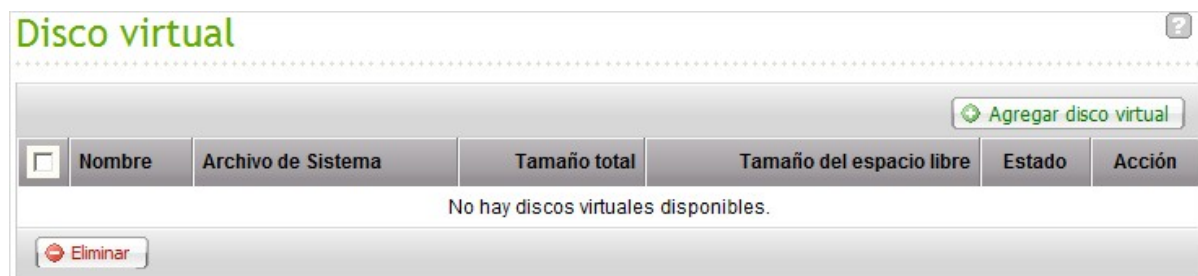 Disco virtual
?
Agregar disco virtual
Nombre Archivo de Sistema Tamaño total Tamaño del espacio libre Estado Acción
No hay discos virtuales disponibles.
Eliminar